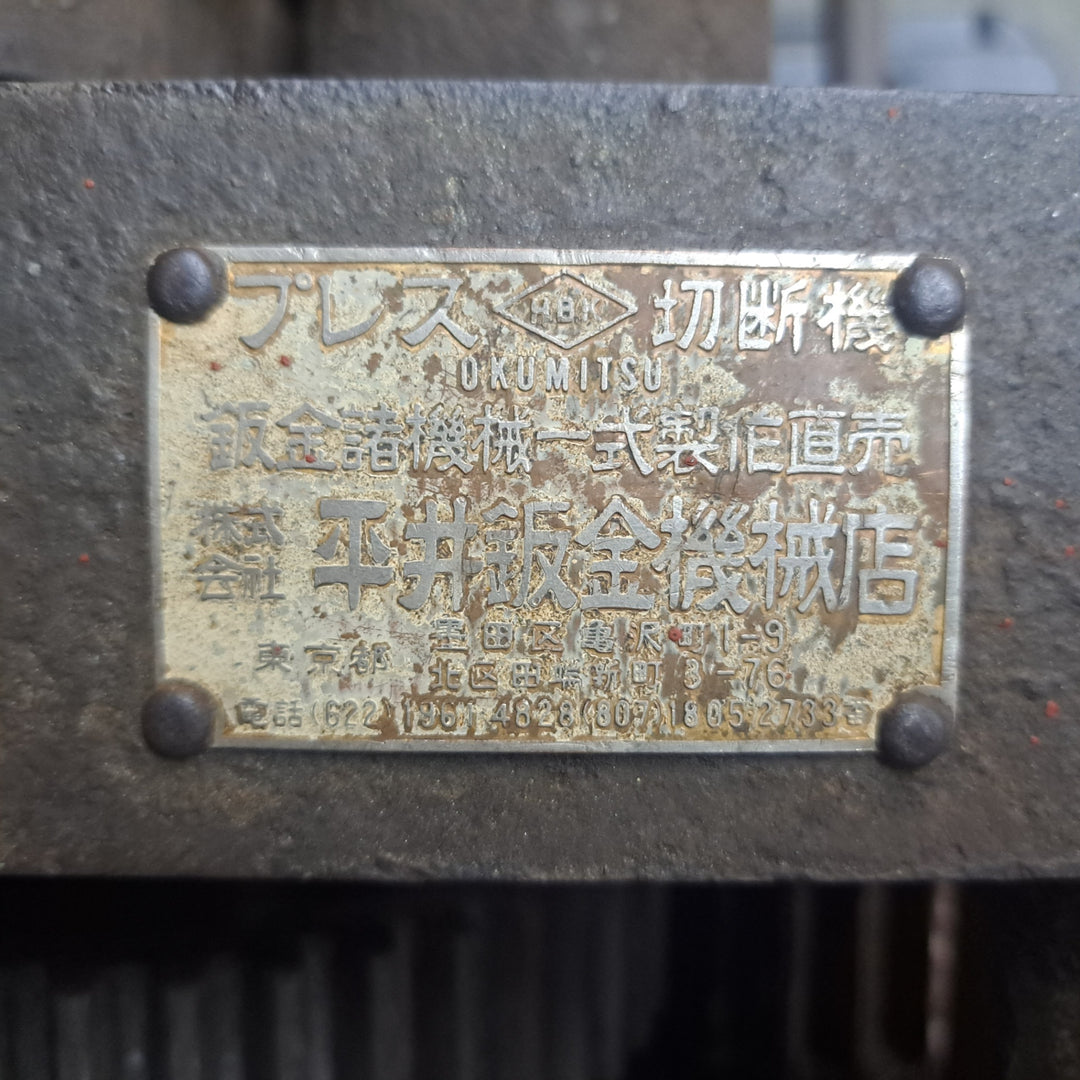 プレス H.B.K 切断機
OKUMITSU
鈑金諸機械一式製作直売
株式会社 平井鈑金機械店
東京都 墨田区亀沢町1-9
北区田端新町3-76
電話(622)1961 4828(807)1805 2733番